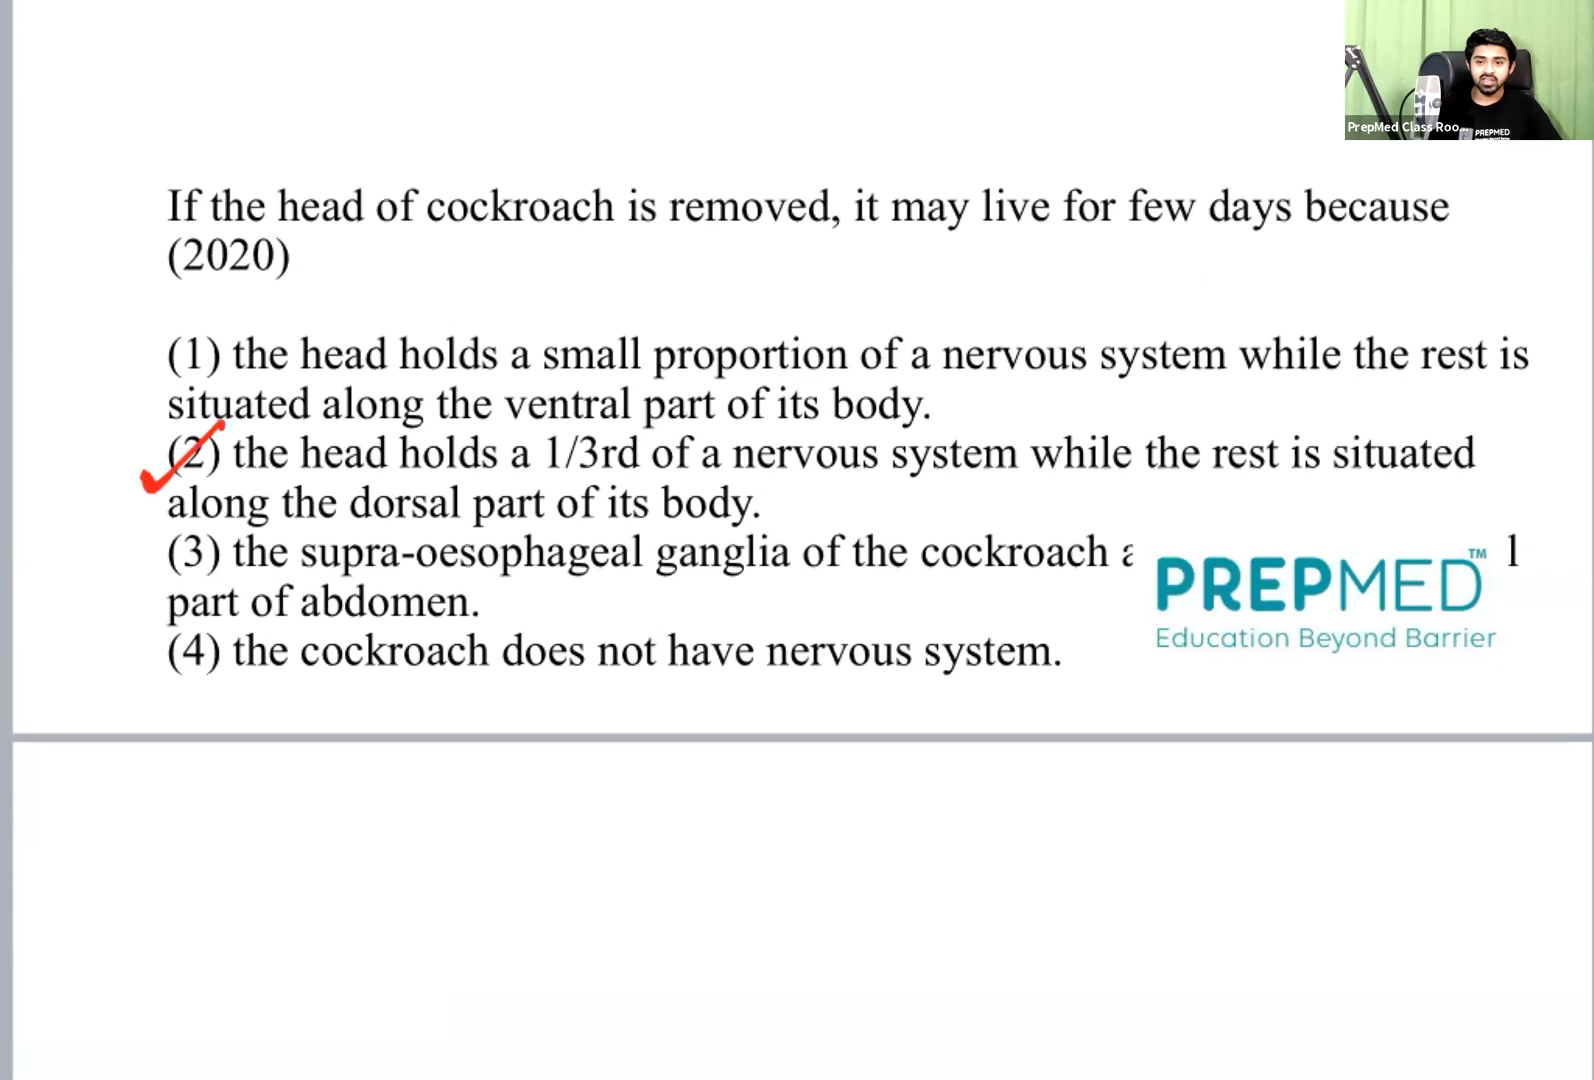 PrepMed Class Roo...
PREPMED
If the head of cockroach is removed, it may live for few days because
(2020)
(1) the head holds a small proportion of a nervous system while the rest is
situated along the ventral part of its body.
(2) the head holds a 1/3rd of a nervous system while the rest is situated
along the dorsal part of its body.
(3) the supra-oesophageal ganglia of the cockroach a l
part of abdomen.
(4) the cockroach does not have nervous system.
PREPMED™
Education Beyond Barrier